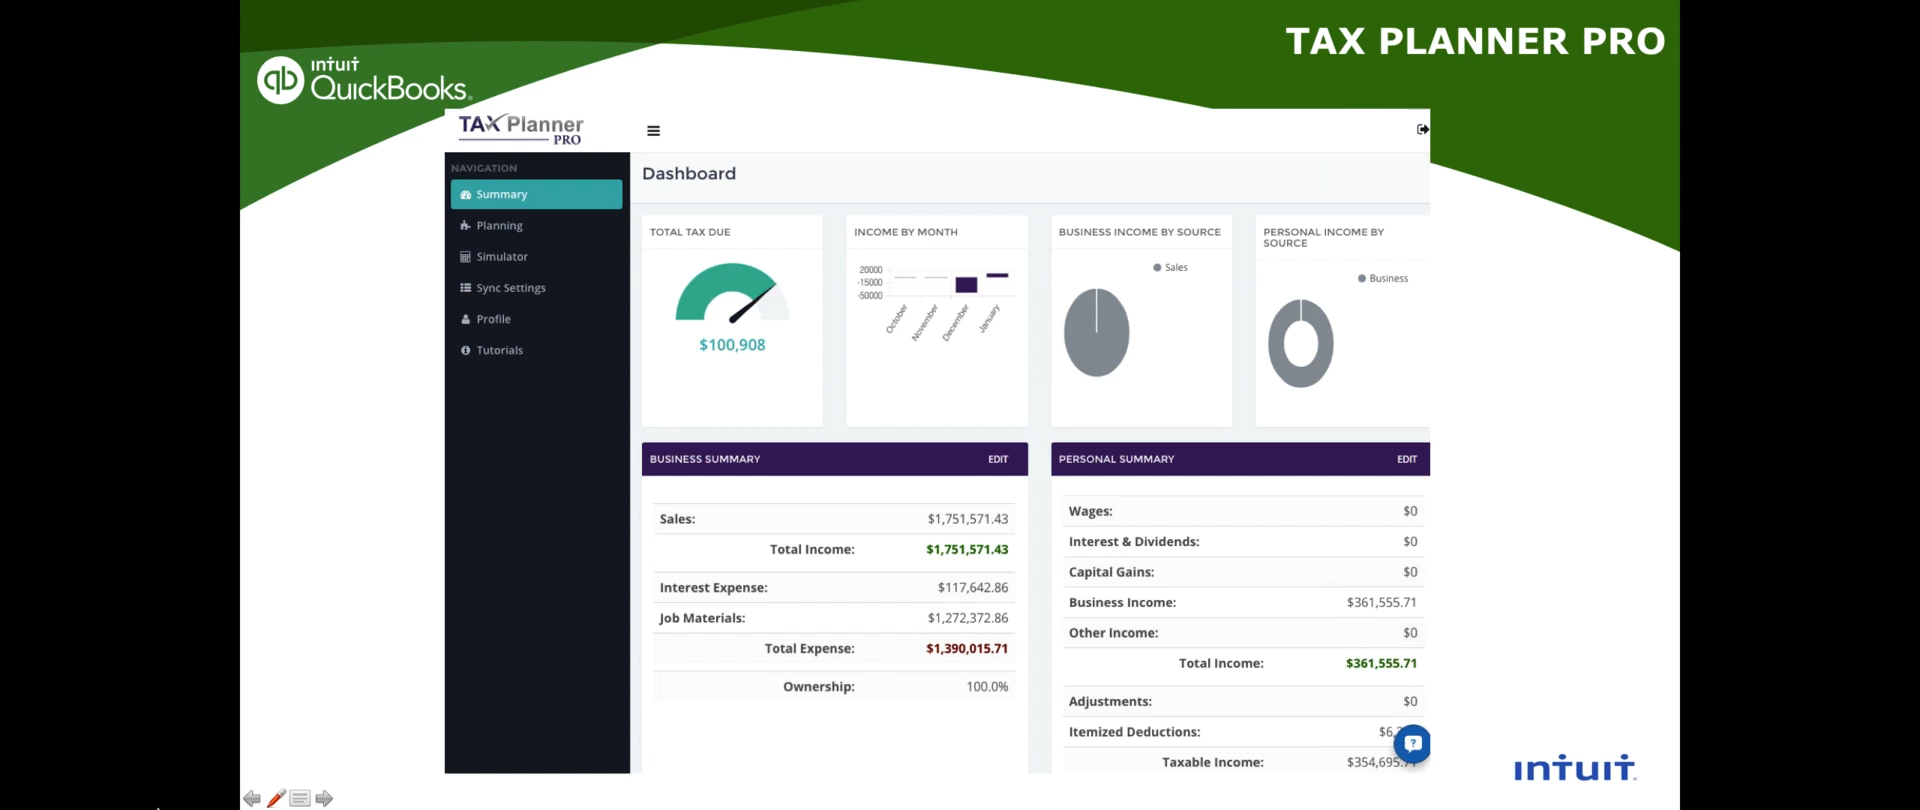 TAX PLANNER PRO
ıntuıt
qb QuickBooks.
TAX Planner
PRO
NAVIGATION
Summary
Planning
Simulator
Sync Settings
Profile
Tutorials
Dashboard
TOTAL TAX DUE
$100,908
INCOME BY MONTH
20000
-15000
-50000
October
November
December
January
BUSINESS INCOME BY SOURCE
Sales
PERSONAL INCOME BY
SOURCE
Business
BUSINESS SUMMARY EDIT
Sales: $1,751,571.43
Total Income: $1,751,571.43
Interest Expense: $117,642.86
Job Materials: $1,272,372.86
Total Expense: $1,390,015.71
Ownership: 100.0%
PERSONAL SUMMARY EDIT
Wages: $0
Interest & Dividends: $0
Capital Gains: $0
Business Income: $361,555.71
Other Income: $0
Total Income: $361,555.71
Adjustments: $0
Itemized Deductions:
Taxable Income:
ıntuıt.